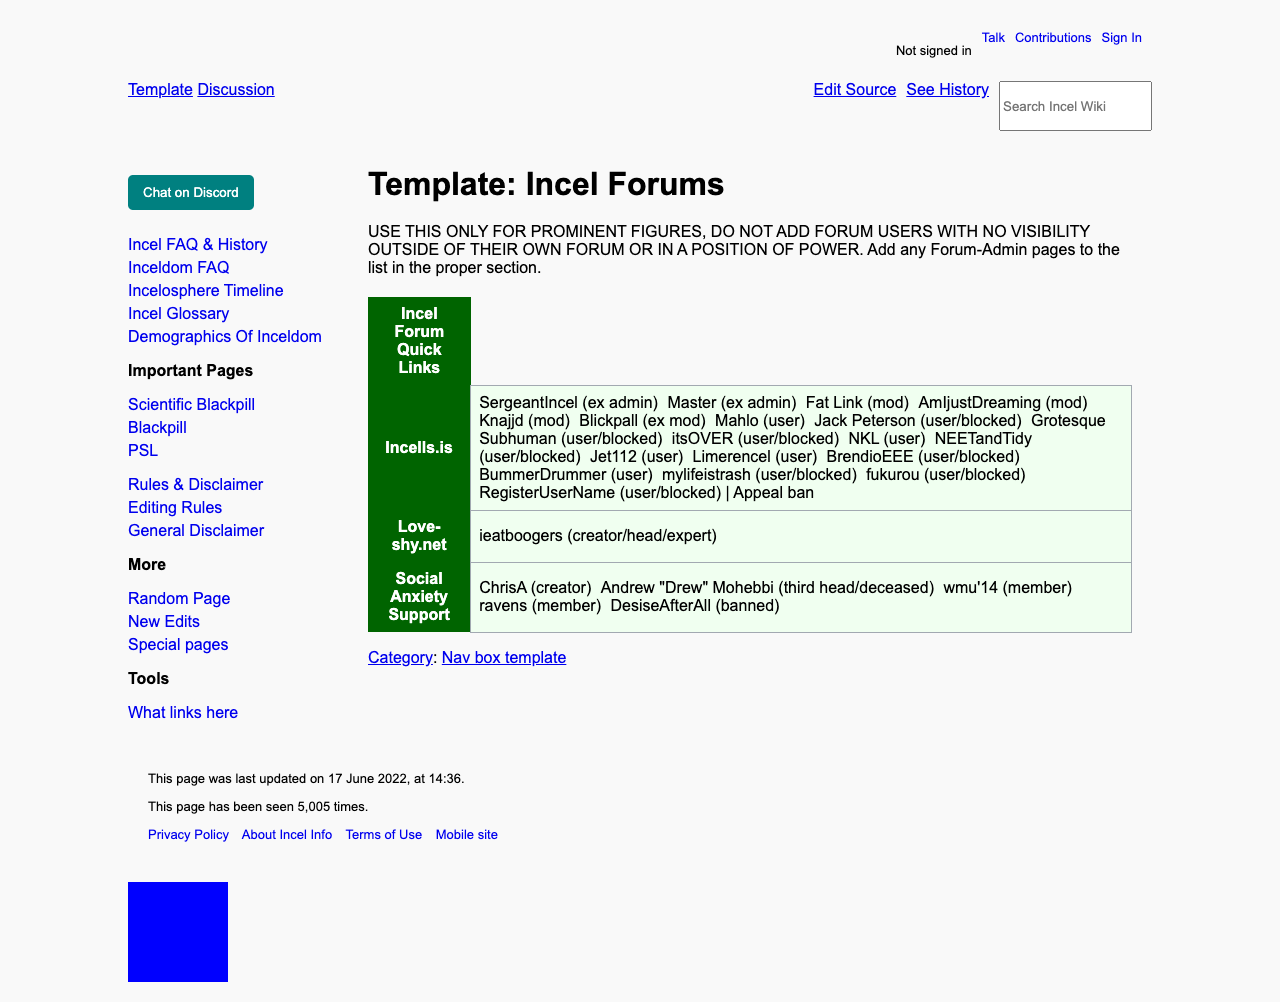 Not signed in
Talk Contributions Sign In
Template Discussion
Edit Source See History
Search Incel Wiki
Chat on Discord
Incel FAQ & History
Inceldom FAQ
Incelosphere Timeline
Incel Glossary
Demographics Of Inceldom
Important Pages
Scientific Blackpill
Blackpill
PSL
Rules & Disclaimer
Editing Rules
General Disclaimer
More
Random Page
New Edits
Special pages
Tools
What links here
Template: Incel Forums
USE THIS ONLY FOR PROMINENT FIGURES, DO NOT ADD FORUM USERS WITH NO VISIBILITY
OUTSIDE OF THEIR OWN FORUM OR IN A POSITION OF POWER. Add any Forum-Admin pages to the
list in the proper section.
Incel
Forum
Quick
Links
Incells.is
SergeantIncel (ex admin) Master (ex admin) Fat Link (mod) AmIjustDreaming (mod)
Knajjd (mod) Blickpall (ex mod) Mahlo (user) Jack Peterson (user/blocked) Grotesque
Subhuman (user/blocked) itsOVER (user/blocked) NKL (user) NEETandTidy
(user/blocked) Jet112 (user) Limerencel (user) BrendioEEE (user/blocked)
BummerDrummer (user) mylifeistrash (user/blocked) fukurou (user/blocked)
RegisterUserName (user/blocked) | Appeal ban
Love-
shy.net
ieatboogers (creator/head/expert)
Social
Anxiety
Support
ChrisA (creator) Andrew "Drew" Mohebbi (third head/deceased) wmu'14 (member)
ravens (member) DesiseAfterAll (banned)
Category: Nav box template
This page was last updated on 17 June 2022, at 14:36.
This page has been seen 5,005 times.
Privacy Policy About Incel Info Terms of Use Mobile site